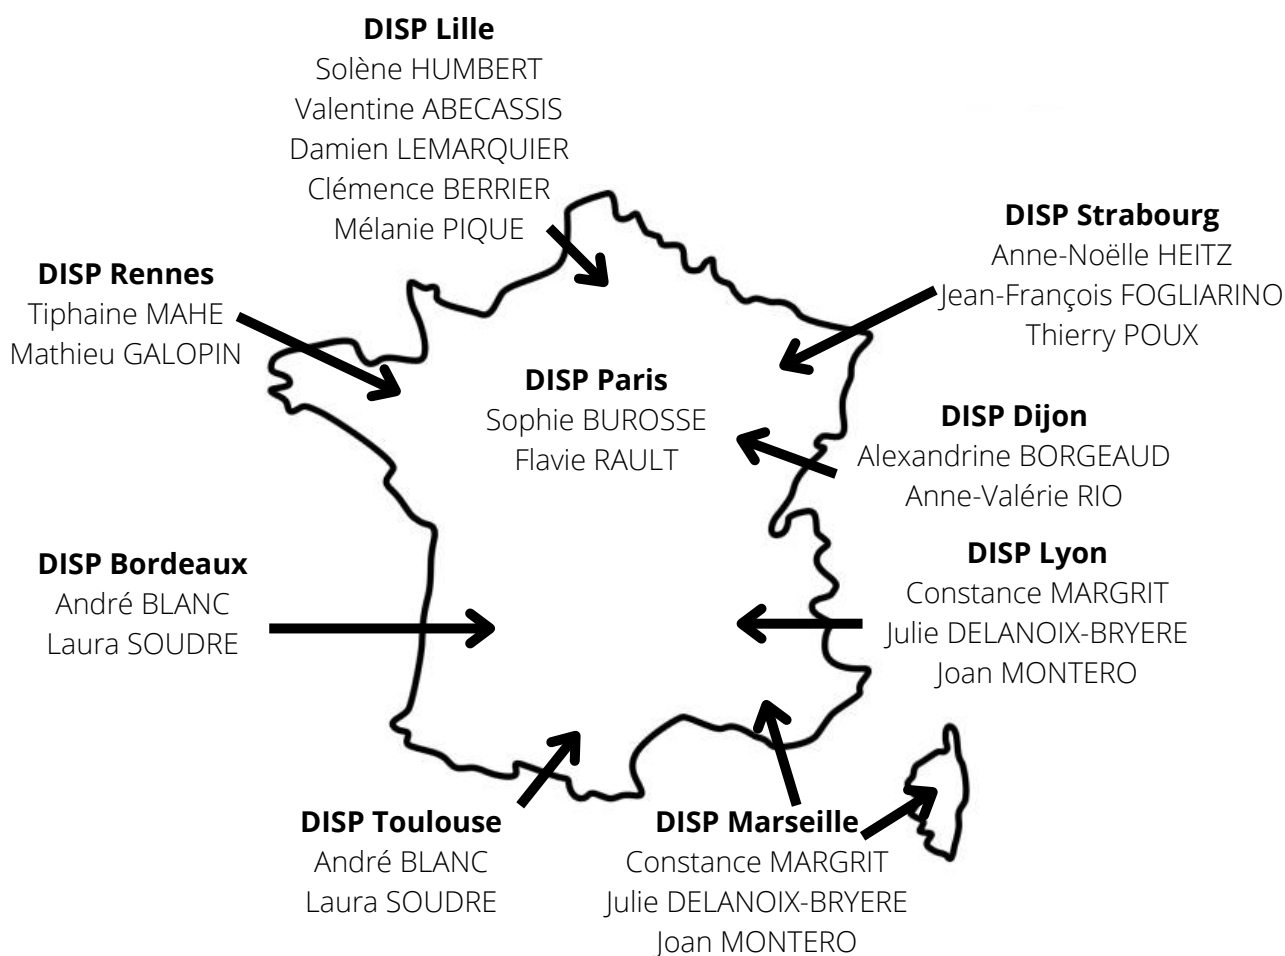 DISP Lille
Solène HUMBERT
Valentine ABECASSIS
Damien LEMARQUIER
Clémence BERRIER
Mélanie PIQUE
DISP Strabourg
Anne-Noëlle HEITZ
Jean-François FOGLIARINO
Thierry POUX
DISP Rennes
Tiphaine MAHE
Mathieu GALOPIN
DISP Paris
Sophie BUROSSE
Flavie RAULT
DISP Dijon
Alexandrine BORGEAUD
Anne-Valérie RIO
DISP Bordeaux
André BLANC
Laura SOUDRE
DISP Lyon
Constance MARGRIT
Julie DELANOIX-BRYERE
Joan MONTERO
DISP Toulouse
André BLANC
Laura SOUDRE
DISP Marseille
Constance MARGRIT
Julie DELANOIX-BRYERE
Joan MONTERO